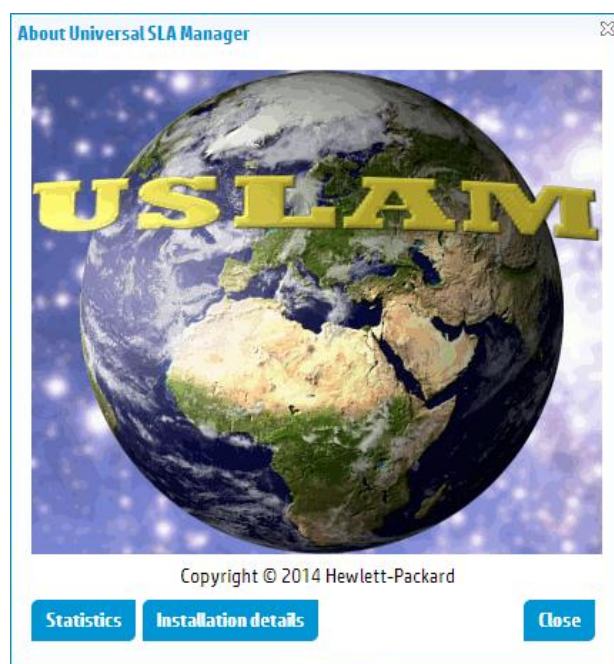 About Universal SLA Manager
USLAM
Copyright © 2014 Hewlett-Packard
Statistics
Installation details
Close